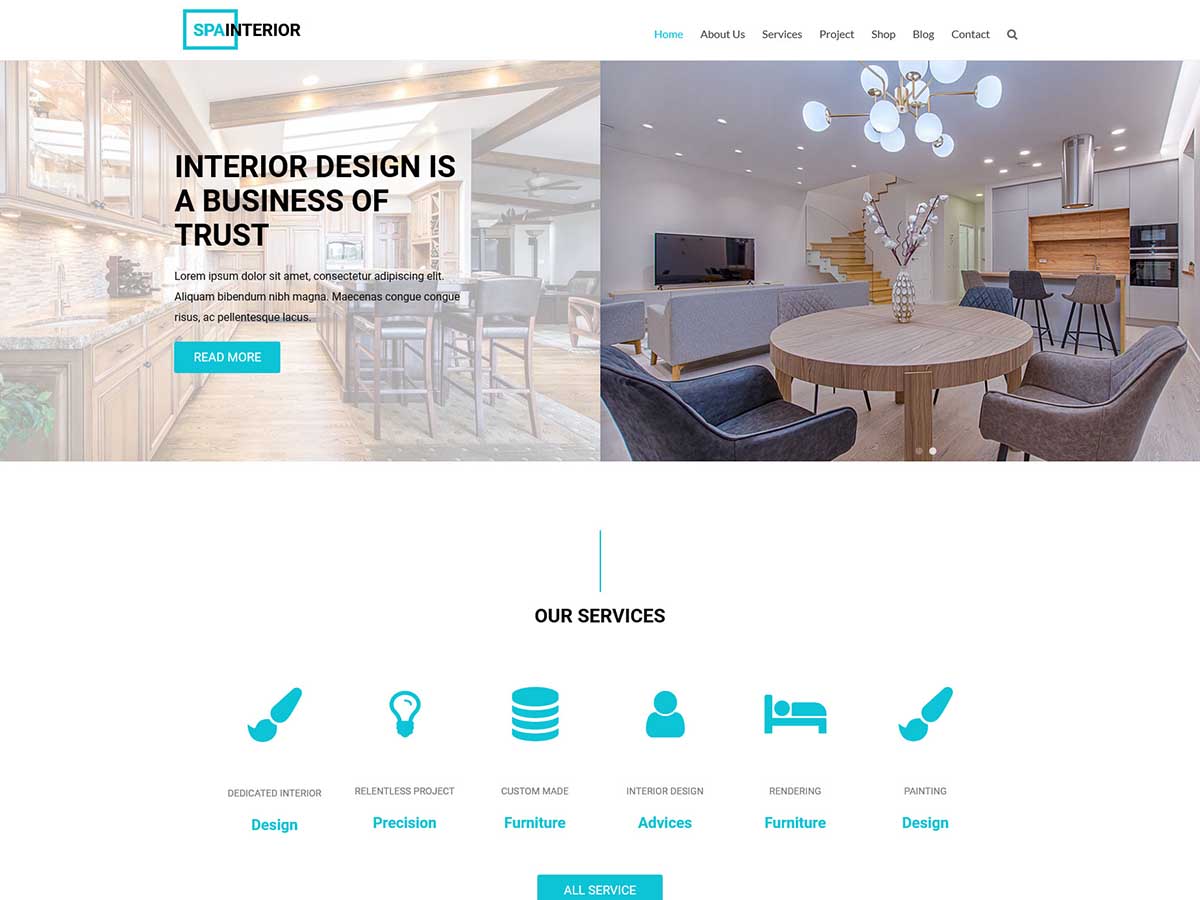 SPAINTERIOR
Home About Us Services Project Shop Blog Contact
INTERIOR DESIGN IS
A BUSINESS OF
TRUST
Lorem ipsum dolor sit amet, consectetur adipiscing elit.
Aliquam bibendum nibh magna. Maecenas congue congue
risus, ac pellentesque lacus.
READ MORE
OUR SERVICES
DEDICATED INTERIOR
Design
RELENTLESS PROJECT
Precision
CUSTOM MADE
Furniture
INTERIOR DESIGN
Advices
RENDERING
Furniture
PAINTING
Design
ALL SERVICE